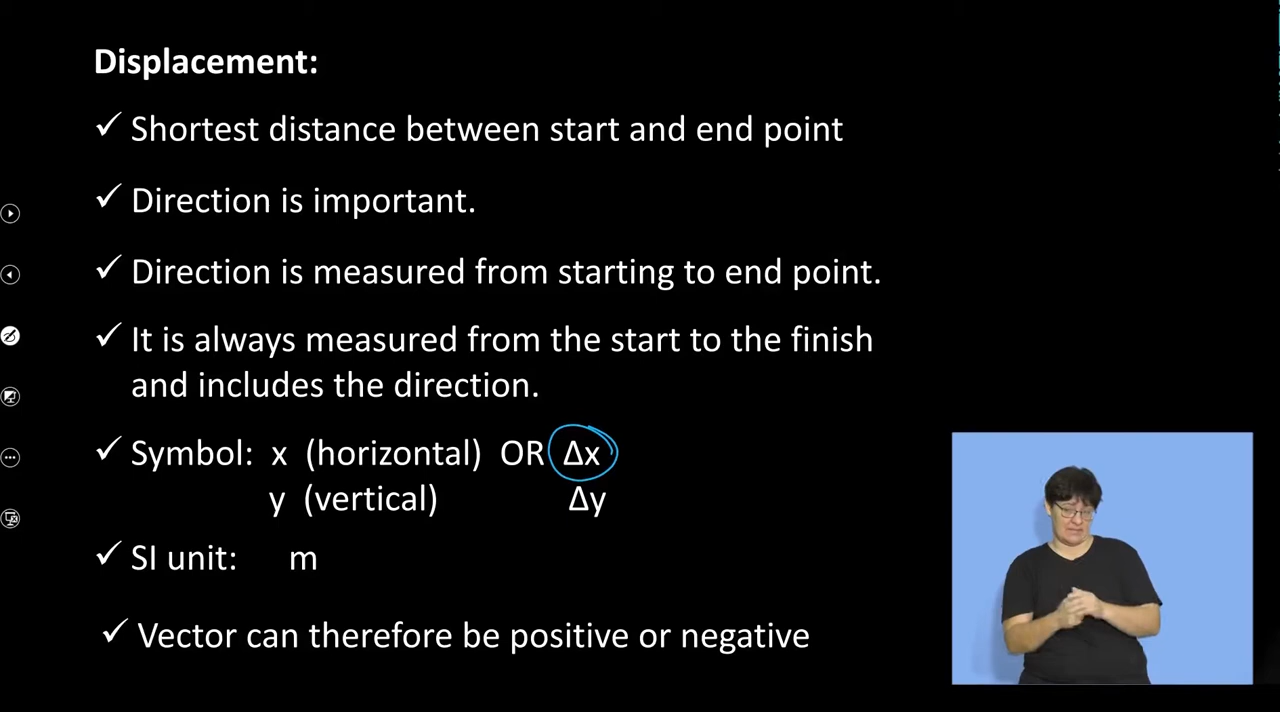 Displacement:
✓ Shortest distance between start and end point
✓ Direction is important.
✓ Direction is measured from starting to end point.
✓ It is always measured from the start to the finish
and includes the direction.
✓ Symbol: x (horizontal) OR Δx
y (vertical) Δy
✓ SI unit: m
✓ Vector can therefore be positive or negative